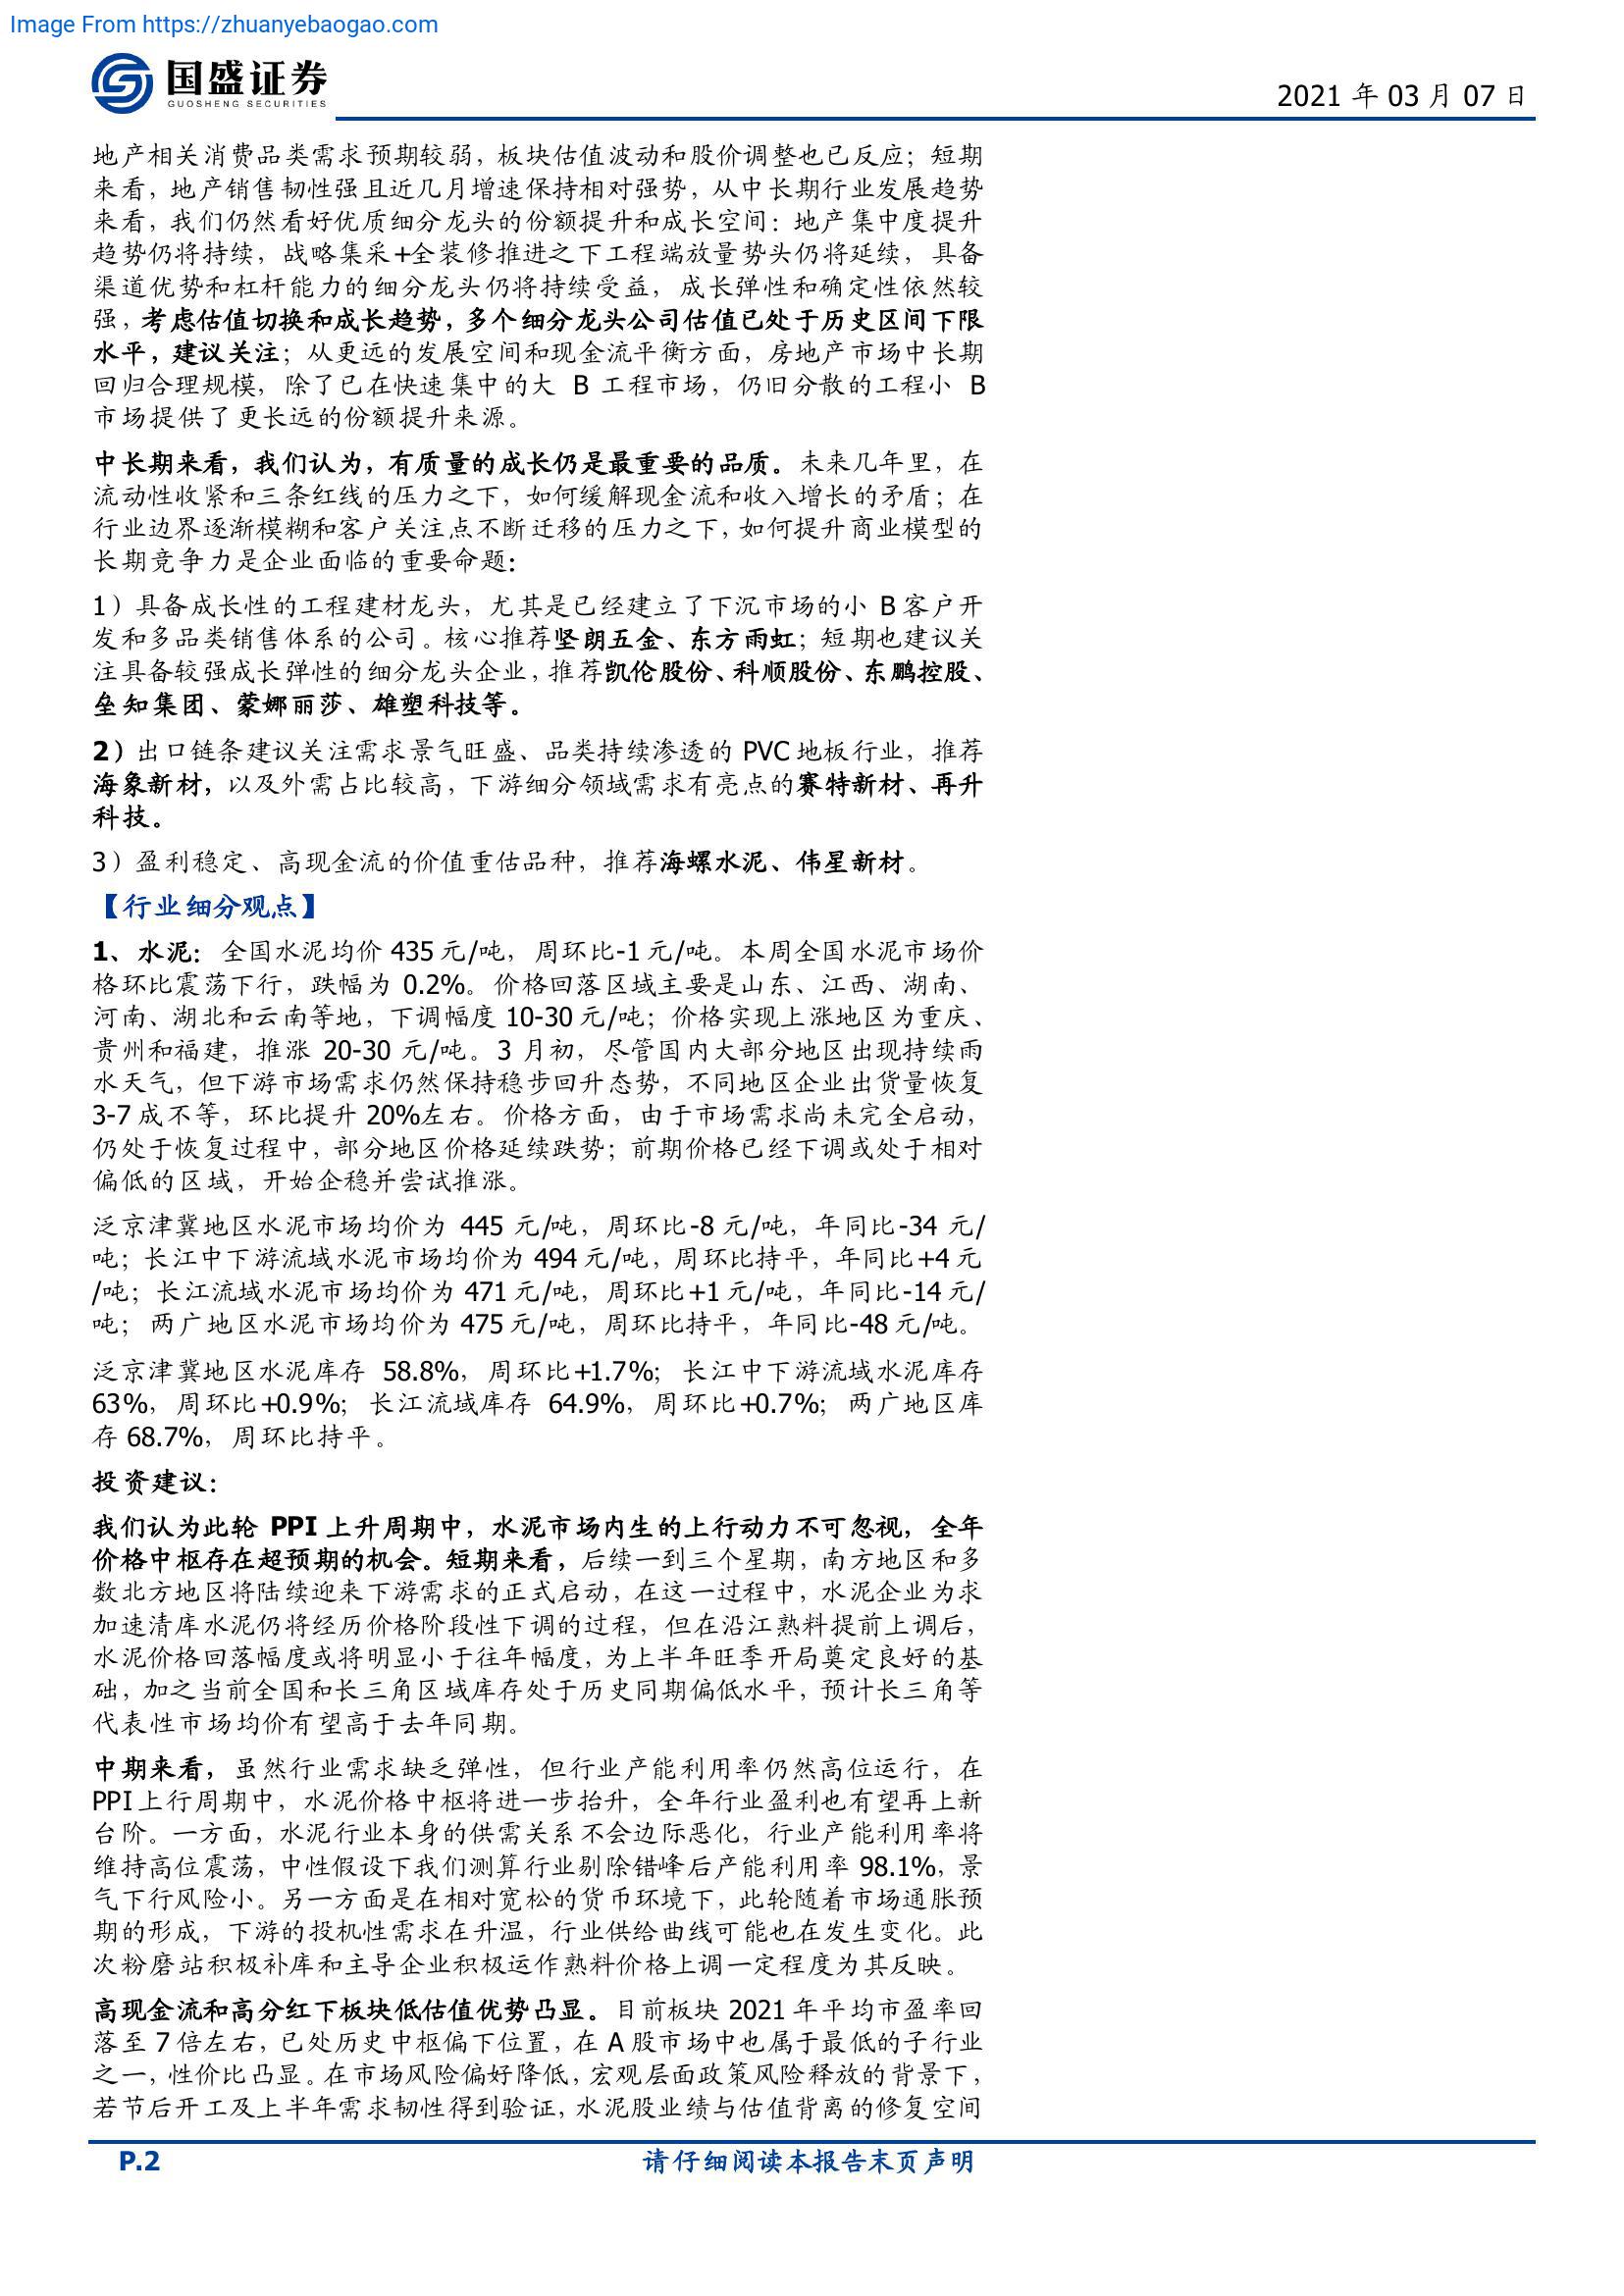 Image From https://zhuanyebaogao.com
国盛证券
GUOSHENG SECURITIES
2021 年 03 月 07 日
地产相关消费品类需求预期较弱，板块估值波动和股价调整也已反应；短期
来看，地产销售韧性强且近几月增速保持相对强势，从中长期行业发展趋势
来看，我们仍然看好优质细分龙头的份额提升和成长空间：地产集中度提升
趋势仍将持续，战略集采+全装修推进之下工程端放量势头仍将延续，具备
渠道优势和杠杆能力的细分龙头仍将持续受益，成长弹性和确定性依然较
强，考虑估值切换和成长趋势，多个细分龙头公司估值已处于历史区间下限
水平，建议关注；从更远的发展空间和现金流平衡方面，房地产市场中长期
回归合理规模，除了已在快速集中的大 B 工程市场，仍旧分散的工程小 B
市场提供了更长远的份额提升来源。
中长期来看，我们认为，有质量的成长仍是最重要的品质。未来几年里，在
流动性收紧和三条红线的压力之下，如何缓解现金流和收入增长的矛盾；在
行业边界逐渐模糊和客户关注点不断迁移的压力之下，如何提升商业模型的
长期竞争力是企业面临的重要命题：
1）具备成长性的工程建材龙头，尤其是已经建立了下沉市场的小 B 客户开
发和多品类销售体系的公司。核心推荐坚朗五金、东方雨虹；短期也建议关
注具备较强成长弹性的细分龙头企业，推荐凯伦股份、科顺股份、东鹏控股、
垒知集团、蒙娜丽莎、雄塑科技等。
2）出口链条建议关注需求景气旺盛、品类持续渗透的 PVC 地板行业，推荐
海象新材，以及外需占比较高，下游细分领域需求有亮点的赛特新材、再升
科技。
3）盈利稳定、高现金流的价值重估品种，推荐海螺水泥、伟星新材。
【行业细分观点】
1、水泥：全国水泥均价 435 元/吨，周环比-1 元/吨。本周全国水泥市场价
格环比震荡下行，跌幅为 0.2%。价格回落区域主要是山东、江西、湖南、
河南、湖北和云南等地，下调幅度 10-30 元/吨；价格实现上涨地区为重庆、
贵州和福建，推涨 20-30 元/吨。3 月初，尽管国内大部分地区出现持续雨
水天气，但下游市场需求仍然保持稳步回升态势，不同地区企业出货量恢复
3-7 成不等，环比提升 20%左右。价格方面，由于市场需求尚未完全启动，
仍处于恢复过程中，部分地区价格延续跌势；前期价格已经下调或处于相对
偏低的区域，开始企稳并尝试推涨。
泛京津冀地区水泥市场均价为 445 元/吨，周环比-8 元/吨，年同比-34 元/
吨；长江中下游流域水泥市场均价为 494 元/吨，周环比持平，年同比+4 元
/吨；长江流域水泥市场均价为 471 元/吨，周环比+1 元/吨，年同比-14 元/
吨；两广地区水泥市场均价为 475 元/吨，周环比持平，年同比-48 元/吨。
泛京津冀地区水泥库存 58.8%，周环比+1.7%；长江中下游流域水泥库存
63%，周环比+0.9%；长江流域库存 64.9%，周环比+0.7%；两广地区库
存 68.7%，周环比持平。
投资建议：
我们认为此轮 PPI 上升周期中，水泥市场内生的上行动力不可忽视，全年
价格中枢存在超预期的机会。短期来看，后续一到三个星期，南方地区和多
数北方地区将陆续迎来下游需求的正式启动，在这一过程中，水泥企业为求
加速清库水泥仍将经历价格阶段性下调的过程，但在沿江熟料提前上调后，
水泥价格回落幅度或将明显小于往年幅度，为上半年旺季开局奠定良好的基
础，加之当前全国和长三角区域库存处于历史同期偏低水平，预计长三角等
代表性市场均价有望高于去年同期。
中期来看，虽然行业需求缺乏弹性，但行业产能利用率仍然高位运行，在
PPI 上行周期中，水泥价格中枢将进一步抬升，全年行业盈利也有望再上新
台阶。一方面，水泥行业本身的供需关系不会边际恶化，行业产能利用率将
维持高位震荡，中性假设下我们测算行业剔除错峰后产能利用率 98.1%，景
气下行风险小。另一方面是在相对宽松的货币环境下，此轮随着市场通胀预
期的形成，下游的投机性需求在升温，行业供给曲线可能也在发生变化。此
次粉磨站积极补库和主导企业积极运作熟料价格上调一定程度为其反映。
高现金流和高分红下板块低估值优势凸显。目前板块 2021 年平均市盈率回
落至 7 倍左右，已处历史中枢偏下位置，在 A 股市场中也属于最低的子行业
之一，性价比凸显。在市场风险偏好降低，宏观层面政策风险释放的背景下，
若节后开工及上半年需求韧性得到验证，水泥股业绩与估值背离的修复空间
P.2
请仔细阅读本报告末页声明